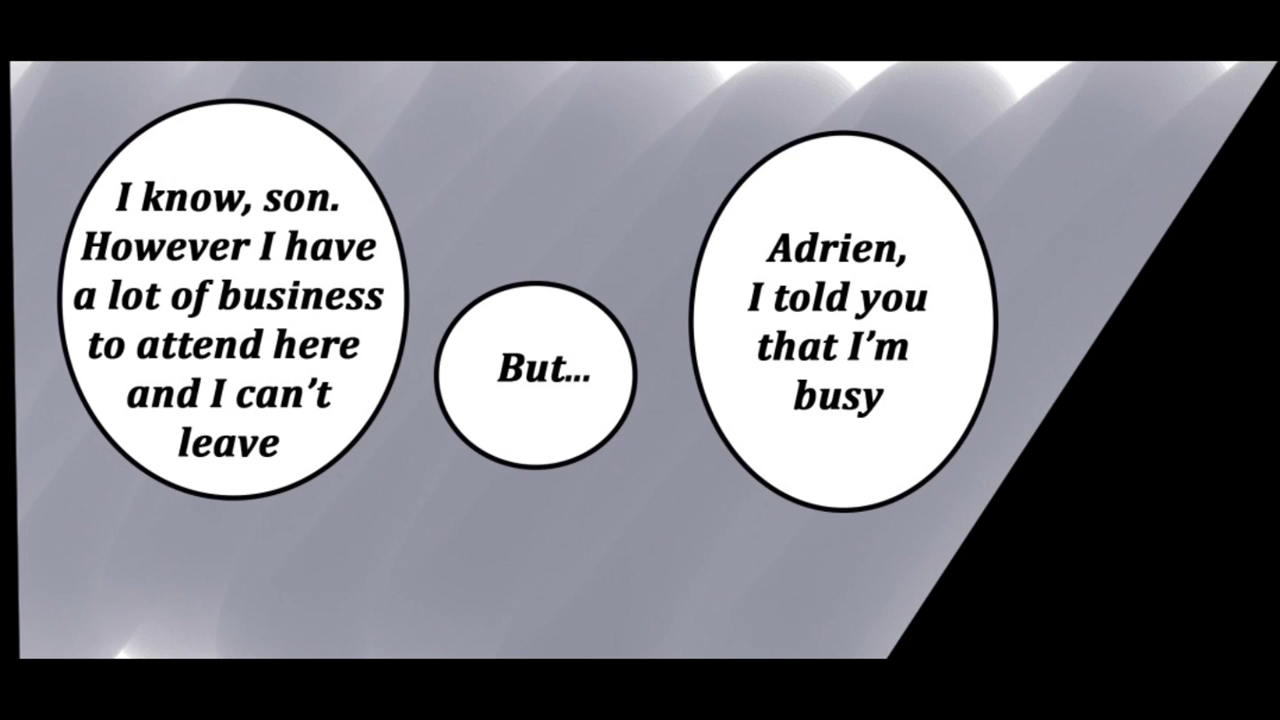 I know, son.
However I have
a lot of business
to attend here
and I can't
leave
But...
Adrien,
I told you
that I'm
busy